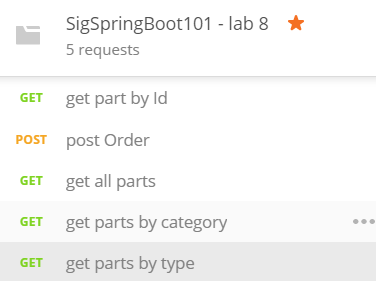 SigSpringBoot101 - lab 8
5 requests
GET get part by Id
POST post Order
GET get all parts
GET get parts by category
GET get parts by type